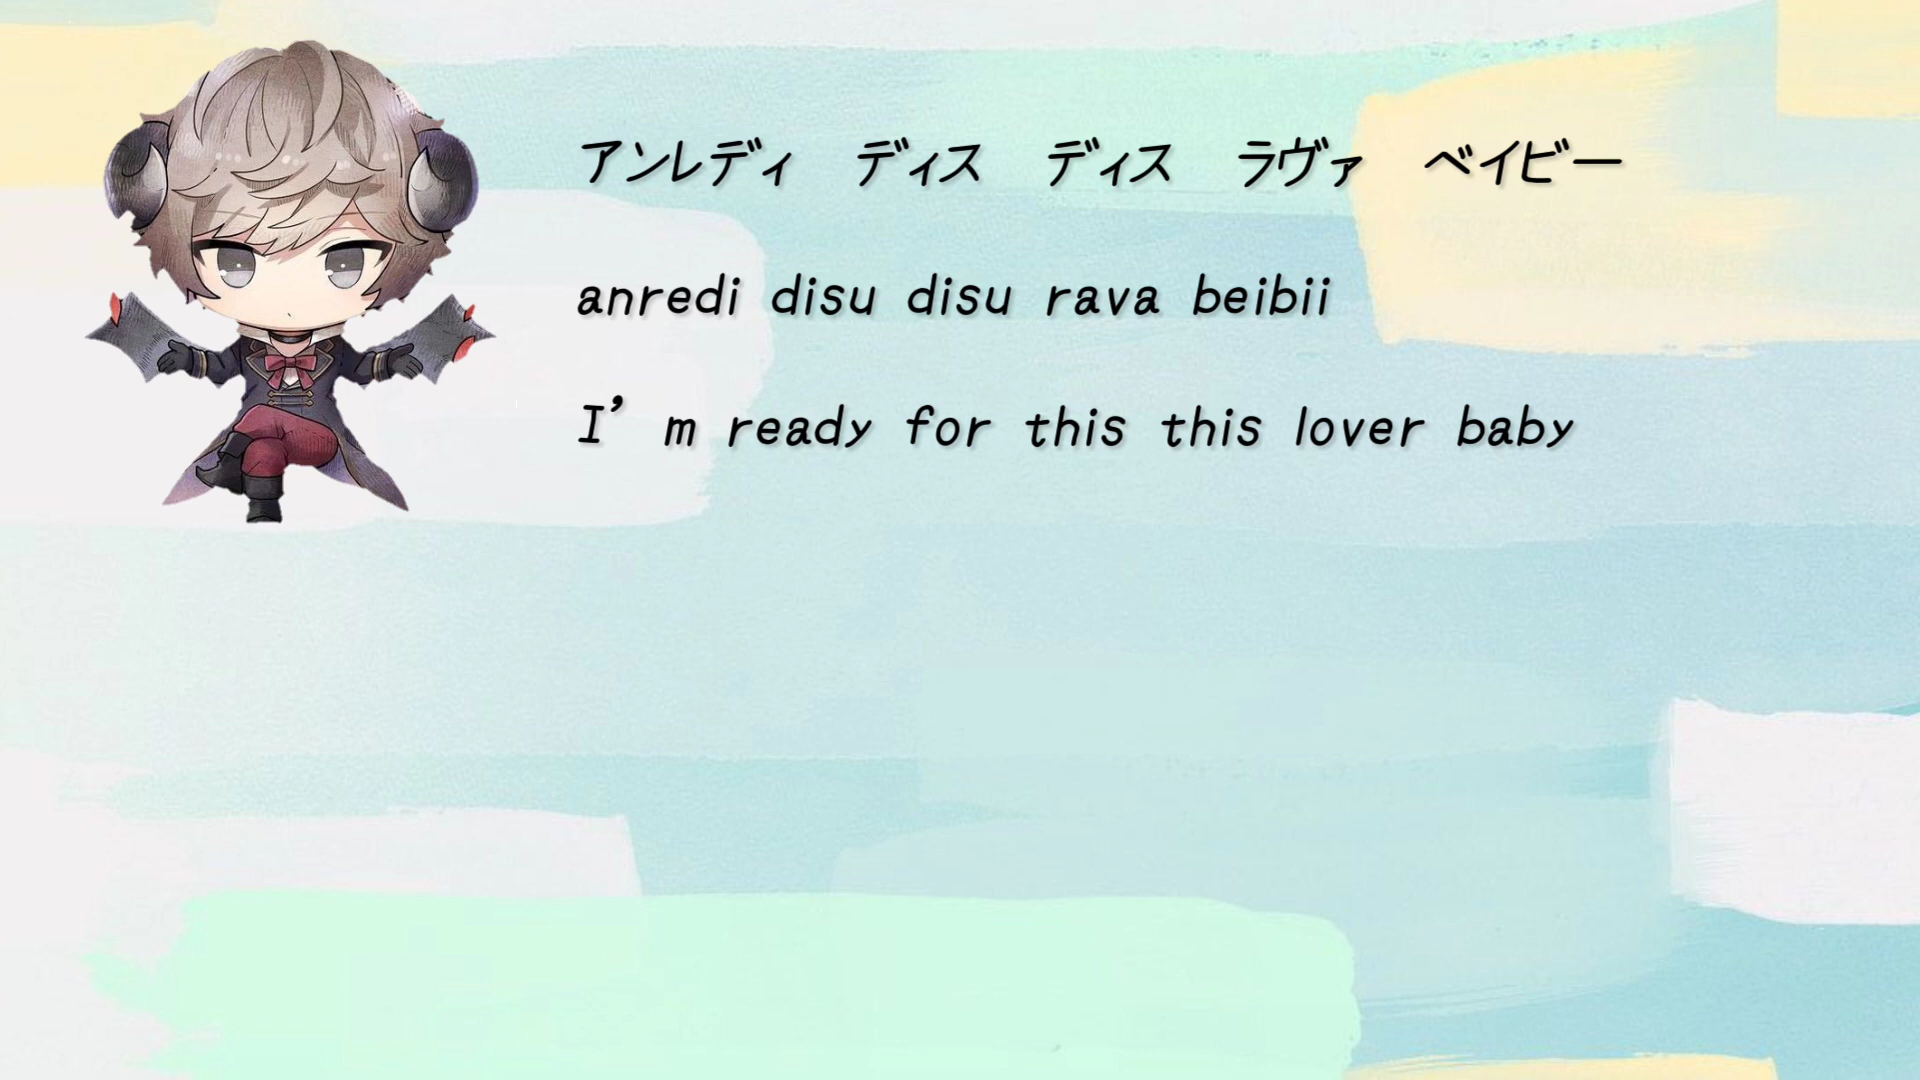 アンレディ　ディス　ディス　ラヴァ　ベイビー
anredi disu disu rava beibii
I’m ready for this this lover baby